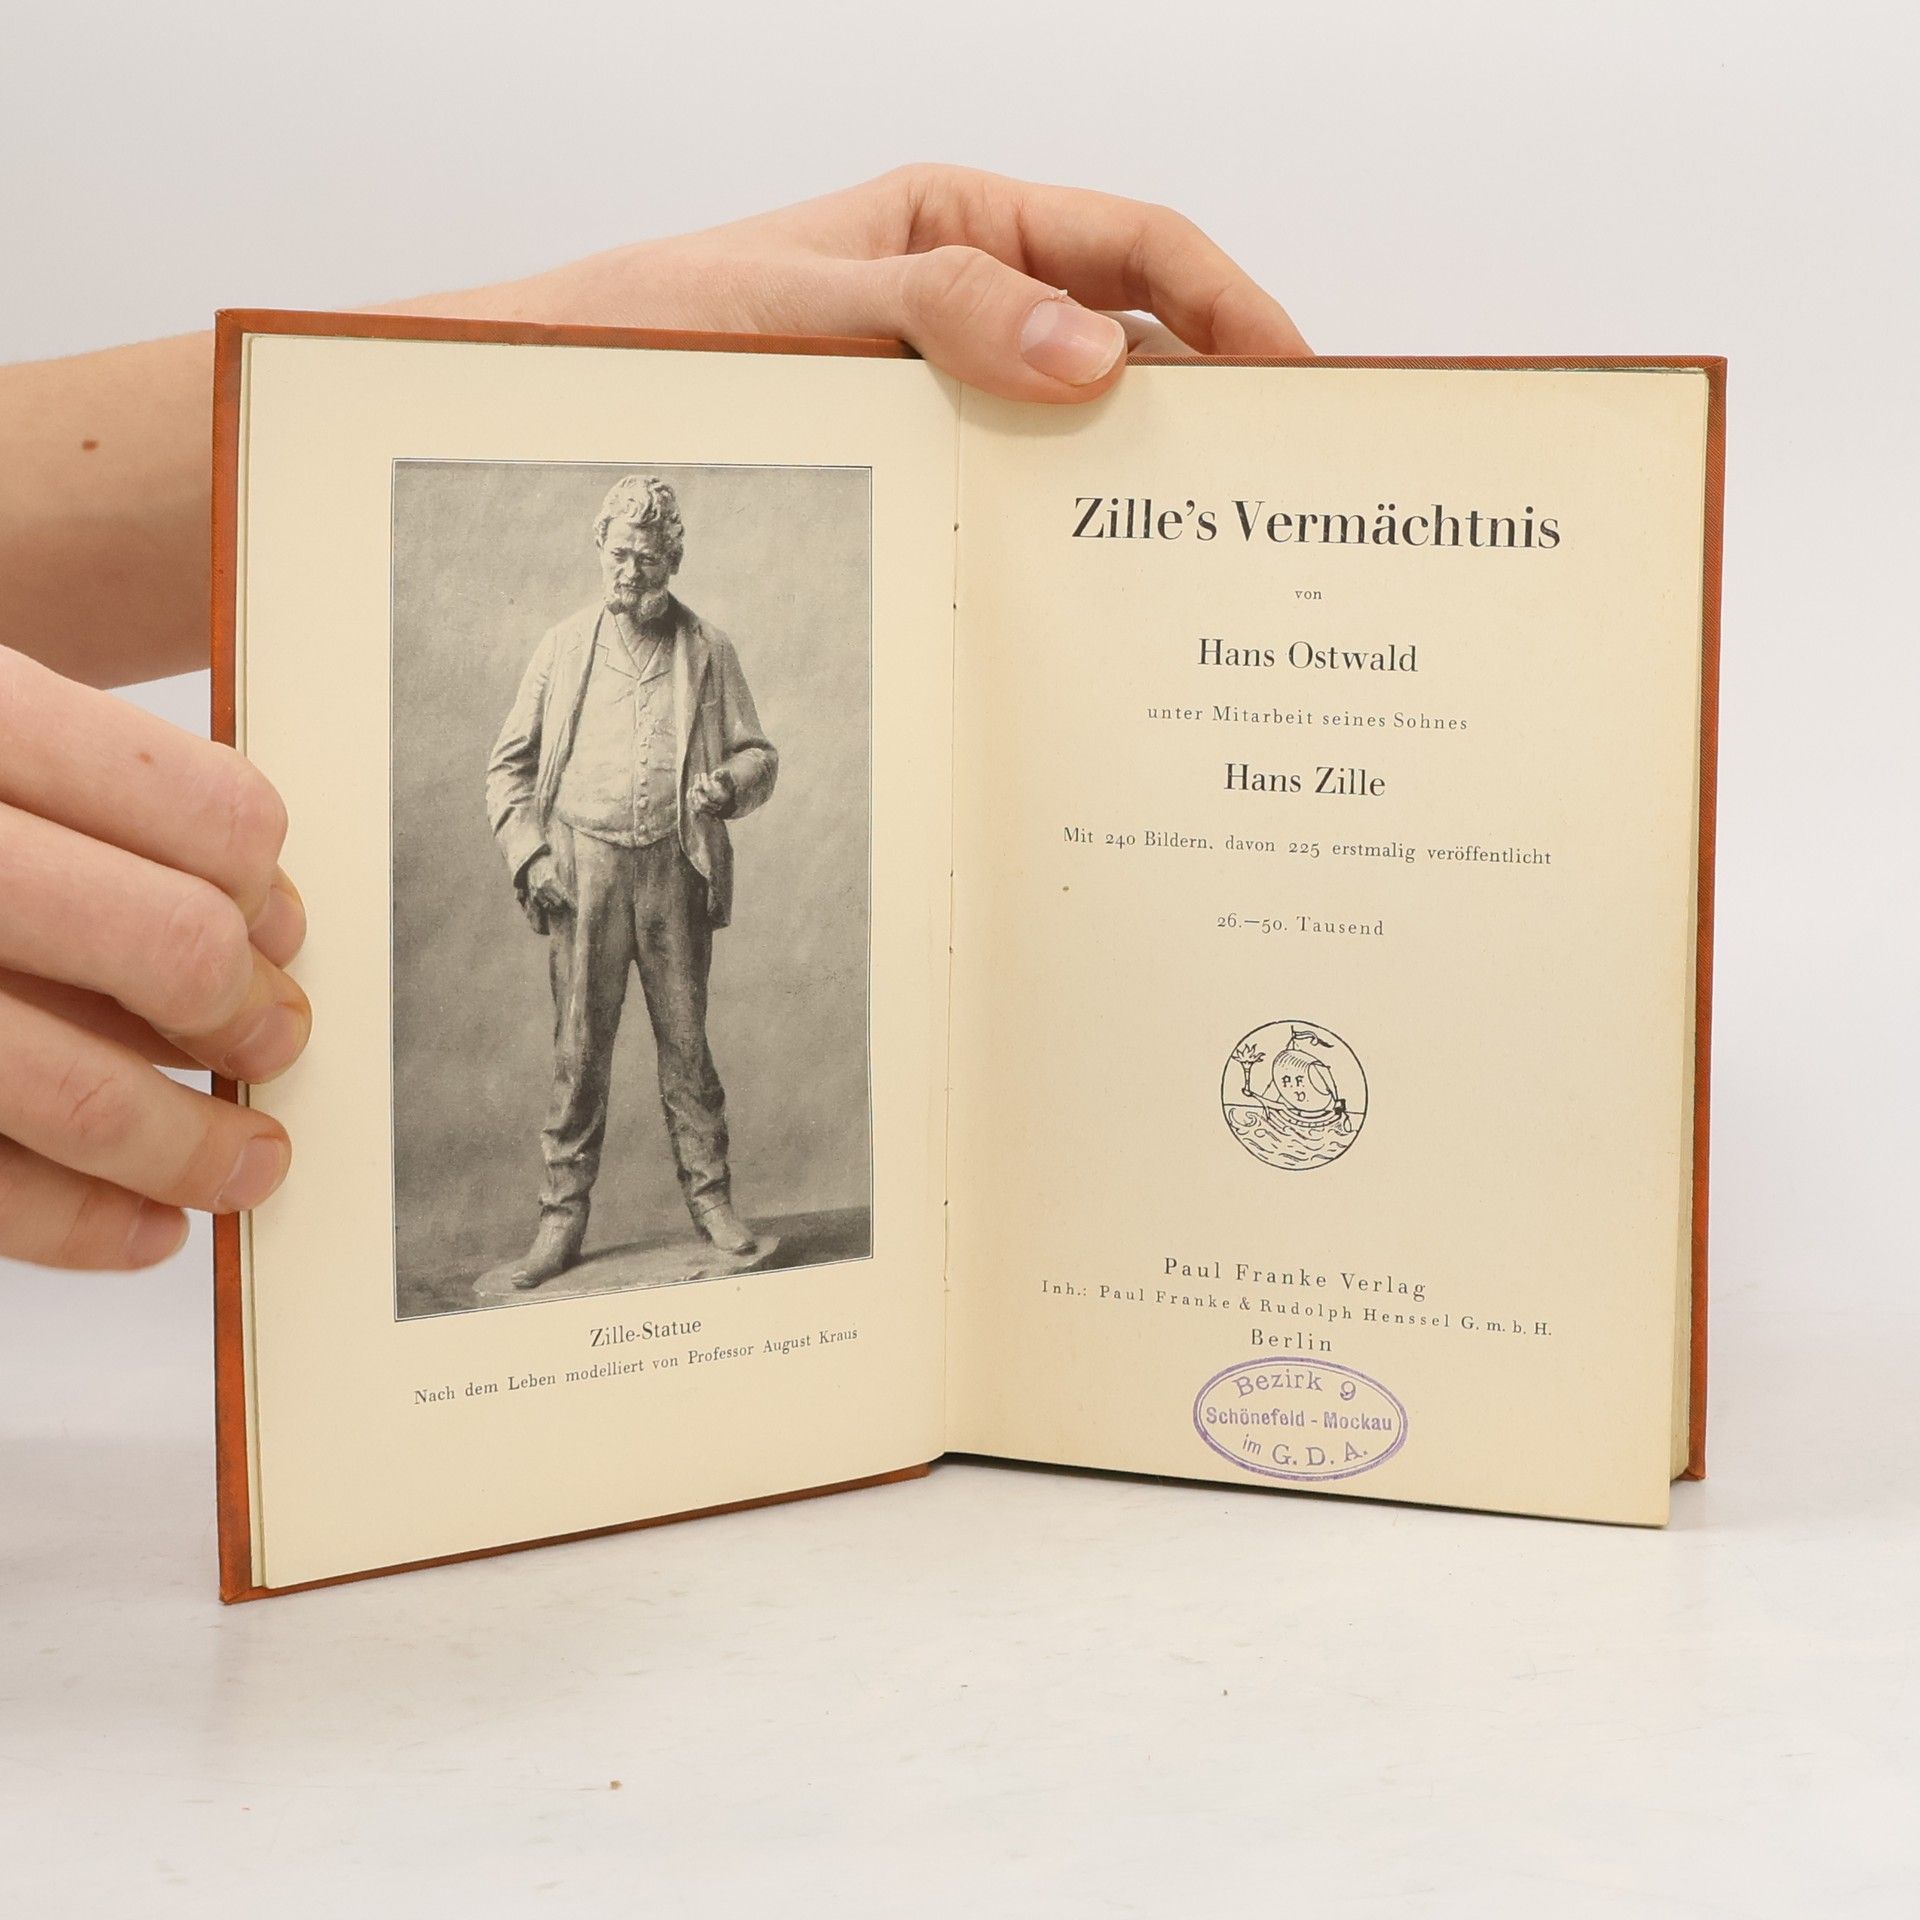 Zille-Statue
Nach dem Leben modelliert von Professor August Kraus
Zille's Vermächtnis
von
Hans Ostwald
unter Mitarbeit seines Sohnes
Hans Zille
Mit 240 Bildern, davon 225 erstmalig veröffentlicht
26.—50. Tausend
P. F.
V.
Paul Franke Verlag
Inh.: Paul Franke & Rudolph Henssel G. m. b. H.
Berlin
Bezirk 9
Schönefeld - Mockau
im G. D. A.